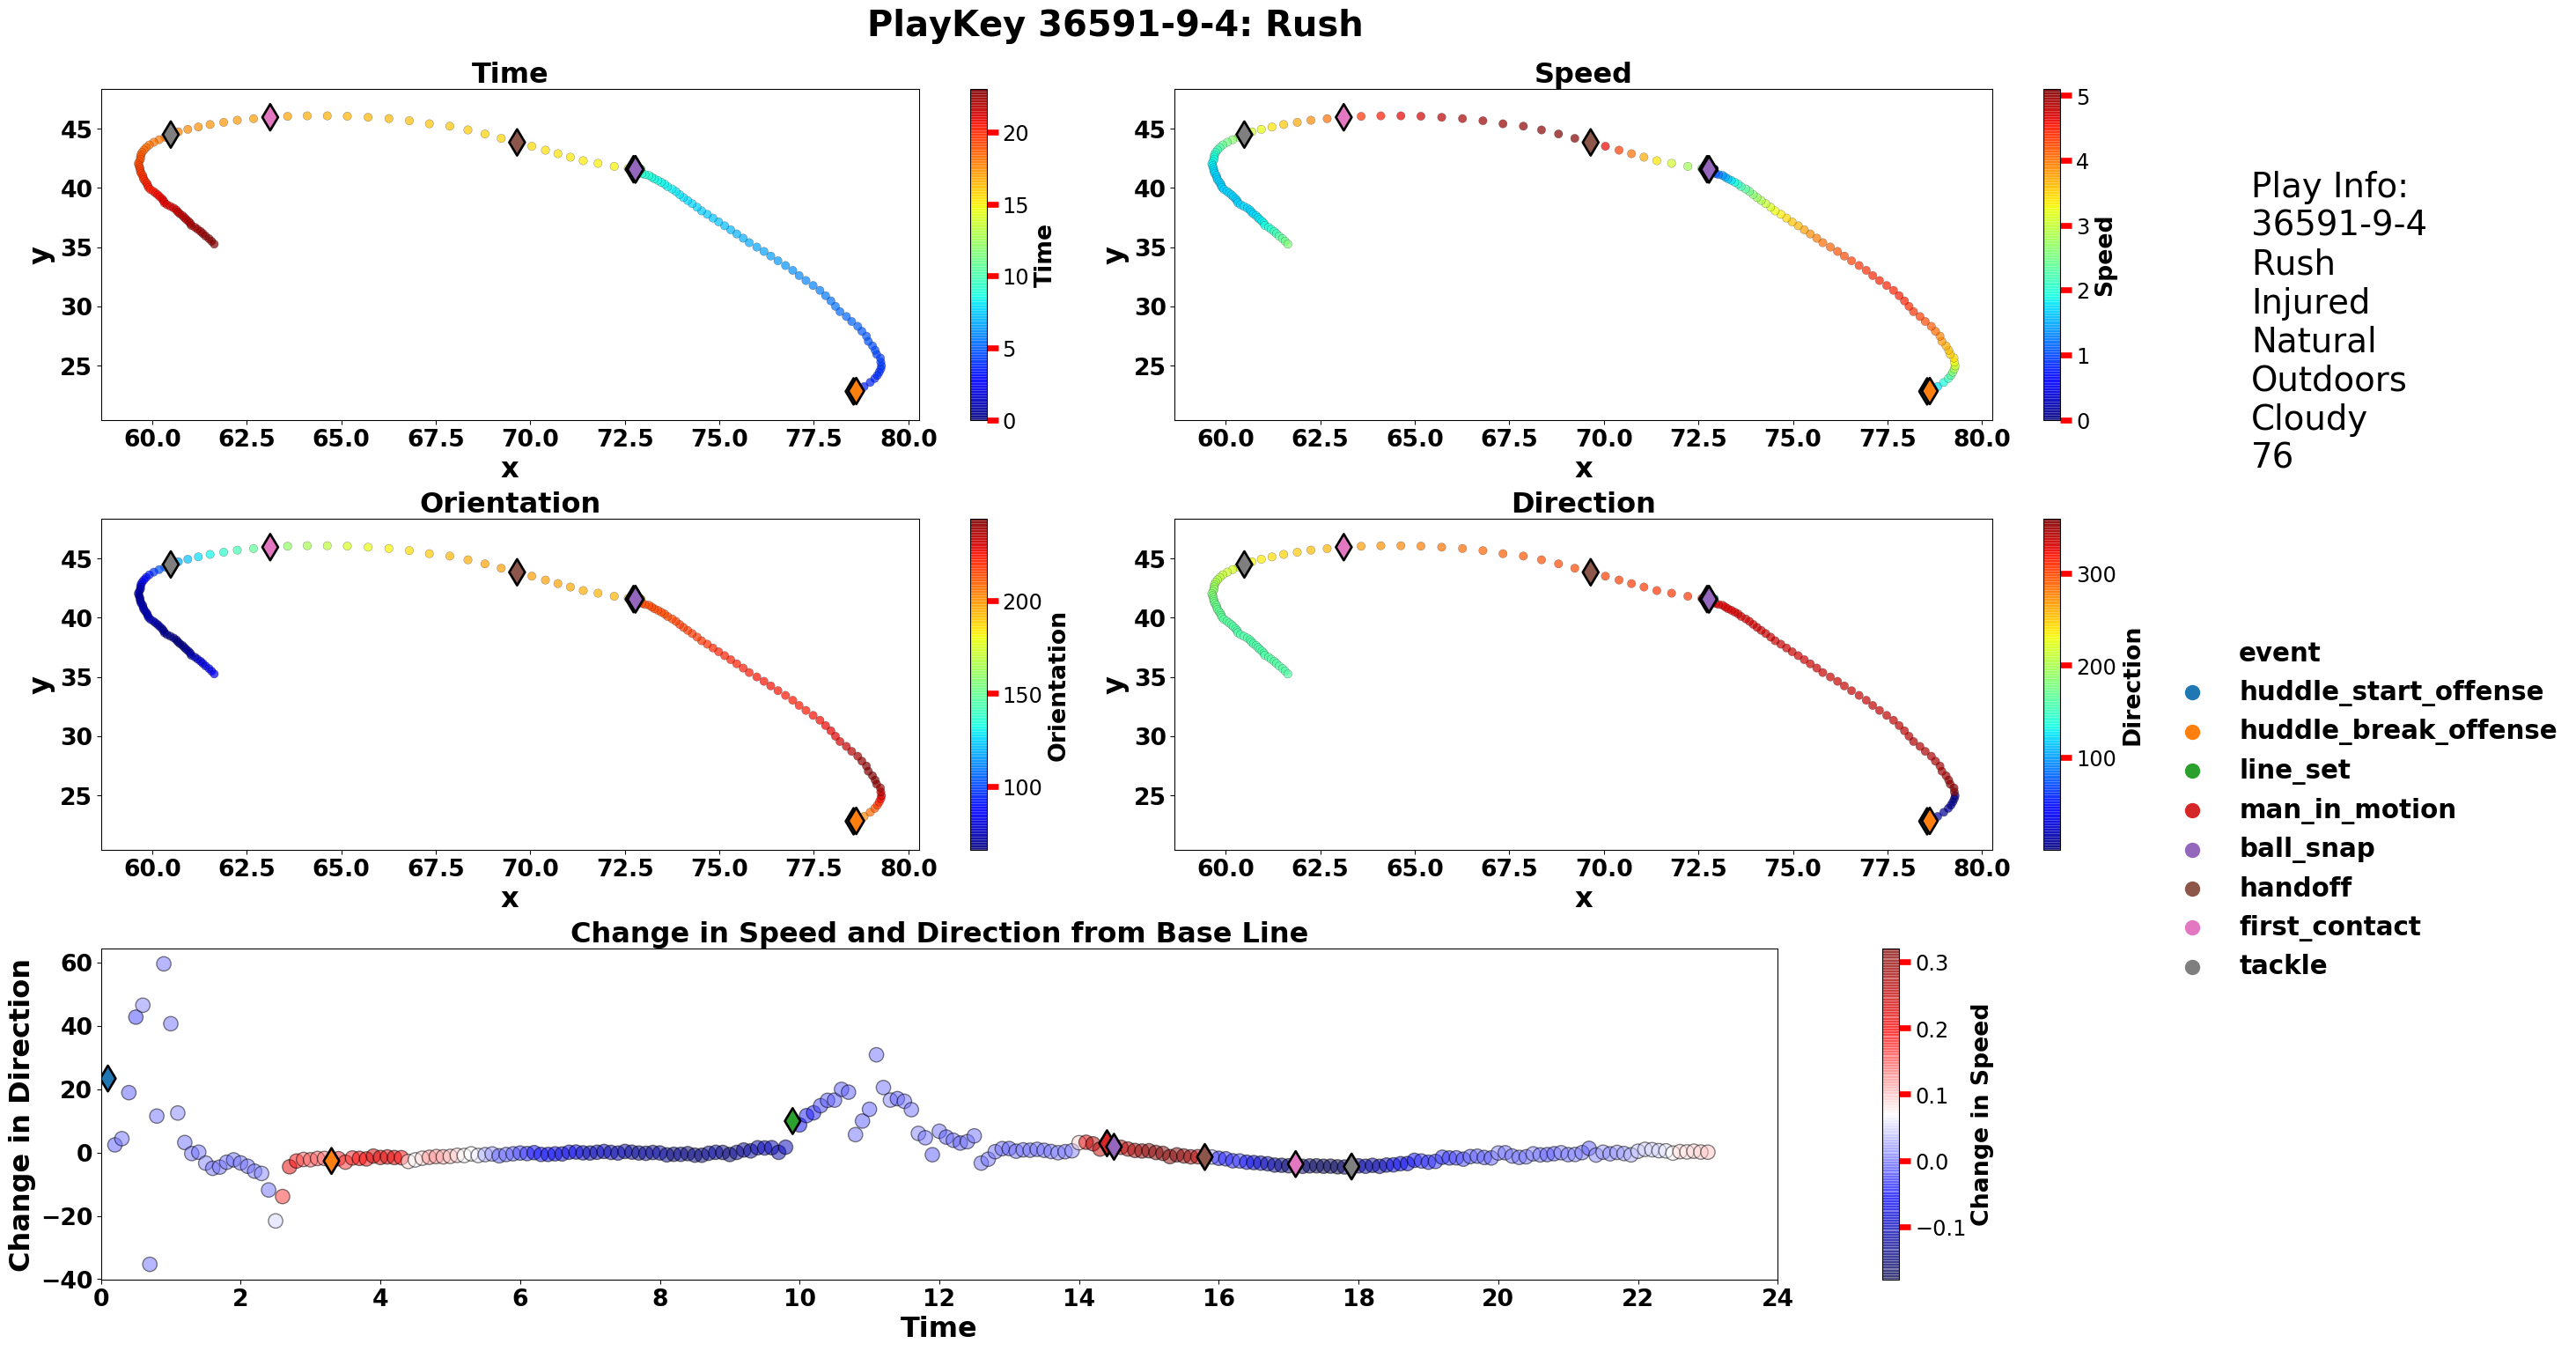 PlayKey 36591-9-4: Rush
Time
45
40
35
30
25
y
60.0 62.5 65.0 67.5 70.0 72.5 75.0 77.5 80.0
x
20
15
10
5
0
Time
Speed
45
40
35
30
25
y
60.0 62.5 65.0 67.5 70.0 72.5 75.0 77.5 80.0
x
5
4
3
2
1
0
Speed
Play Info:
36591-9-4
Rush
Injured
Natural
Outdoors
Cloudy
76
Orientation
45
40
35
30
25
y
60.0 62.5 65.0 67.5 70.0 72.5 75.0 77.5 80.0
x
200
150
100
Orientation
Direction
45
40
35
30
25
y
60.0 62.5 65.0 67.5 70.0 72.5 75.0 77.5 80.0
x
300
200
100
Direction
event
huddle_start_offense
huddle_break_offense
line_set
man_in_motion
ball_snap
handoff
first_contact
tackle
Change in Speed and Direction from Base Line
60
40
20
0
−20
−40
Change in Direction
0 2 4 6 8 10 12 14 16 18 20 22 24
Time
0.3
0.2
0.1
0.0
−0.1
Change in Speed